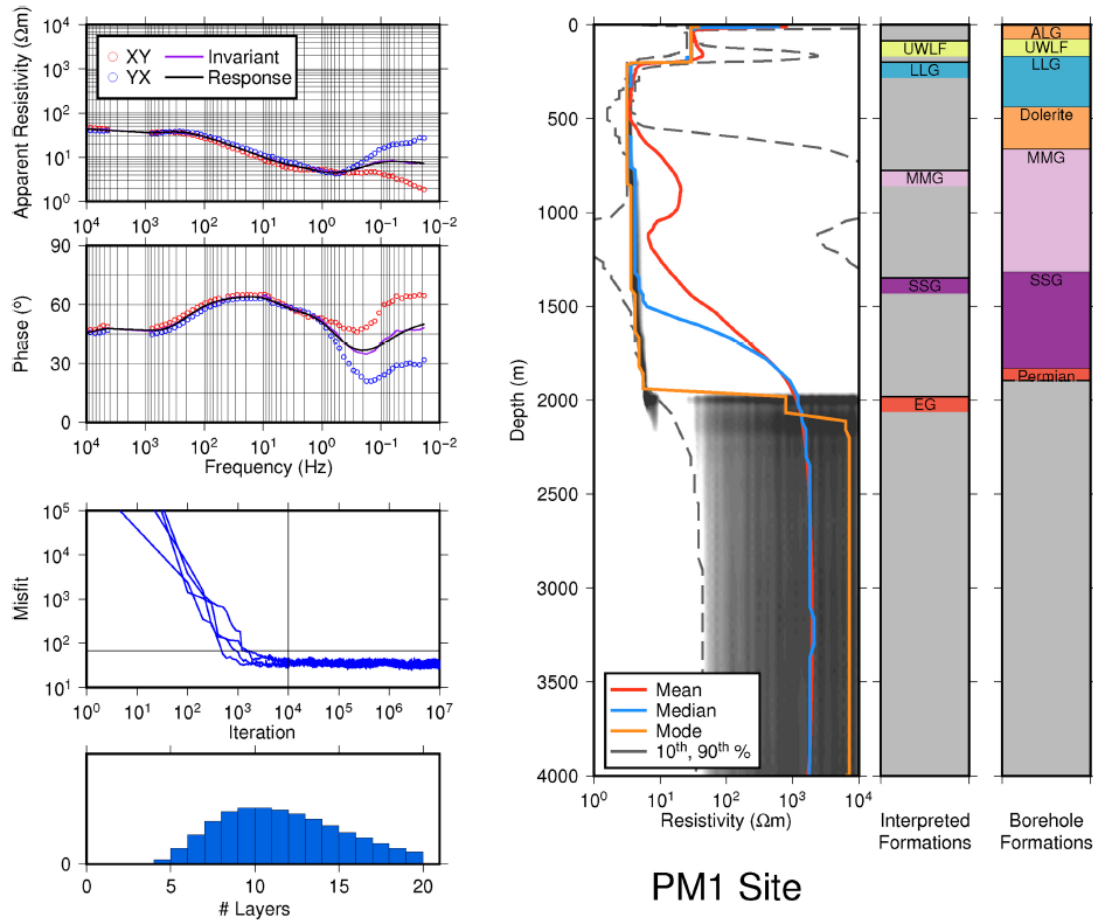 10⁴
10³
10²
10¹
10⁰
Apparent Resistivity (Ωm)
XY
YX
Invariant
Response
10⁴ 10³ 10² 10¹ 10⁰ 10⁻¹ 10⁻²
90
60
30
0
Phase (°)
10⁴ 10³ 10² 10¹ 10⁰ 10⁻¹ 10⁻²
Frequency (Hz)
10⁵
10⁴
10³
10²
10¹
Misfit
10⁰ 10¹ 10² 10³ 10⁴ 10⁵ 10⁶ 10⁷
Iteration
0
0 5 10 15 20
# Layers
0
500
1000
1500
2000
2500
3000
3500
4000
Depth (m)
Mean
Median
Mode
10ᵗʰ, 90ᵗʰ %
10⁰ 10¹ 10² 10³ 10⁴
Resistivity (Ωm)
UWLF
LLG
MMG
SSG
EG
Interpreted
Formations
ALG
UWLF
LLG
Dolerite
MMG
SSG
Permian
Borehole
Formations
PM1 Site